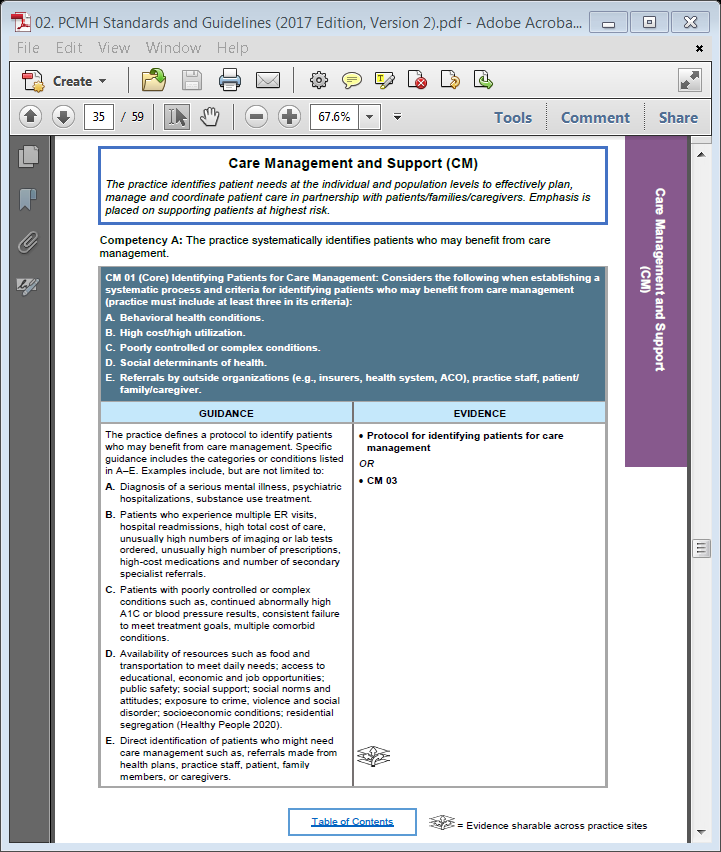 02. PCMH Standards and Guidelines (2017 Edition, Version 2).pdf - Adobe Acroba...
File Edit View Window Help
Create
35 / 59 67.6% Tools Comment Share
Care Management and Support (CM)
The practice identifies patient needs at the individual and population levels to effectively plan,
manage and coordinate patient care in partnership with patients/families/caregivers. Emphasis is
placed on supporting patients at highest risk.
Care Management and Support
(CM)
Competency A: The practice systematically identifies patients who may benefit from care
management.
CM 01 (Core) Identifying Patients for Care Management: Considers the following when establishing a
systematic process and criteria for identifying patients who may benefit from care management
(practice must include at least three in its criteria):
A. Behavioral health conditions.
B. High cost/high utilization.
C. Poorly controlled or complex conditions.
D. Social determinants of health.
E. Referrals by outside organizations (e.g., insurers, health system, ACO), practice staff, patient/
family/caregiver.
GUIDANCE
The practice defines a protocol to identify patients
who may benefit from care management. Specific
guidance includes the categories or conditions listed
in A–E. Examples include, but are not limited to:
A. Diagnosis of a serious mental illness, psychiatric
hospitalizations, substance use treatment.
B. Patients who experience multiple ER visits,
hospital readmissions, high total cost of care,
unusually high numbers of imaging or lab tests
ordered, unusually high number of prescriptions,
high-cost medications and number of secondary
specialist referrals.
C. Patients with poorly controlled or complex
conditions such as, continued abnormally high
A1C or blood pressure results, consistent failure
to meet treatment goals, multiple comorbid
conditions.
D. Availability of resources such as food and
transportation to meet daily needs; access to
educational, economic and job opportunities;
public safety; social support; social norms and
attitudes; exposure to crime, violence and social
disorder; socioeconomic conditions; residential
segregation (Healthy People 2020).
E. Direct identification of patients who might need
care management such as, referrals made from
health plans, practice staff, patient, family
members, or caregivers.
EVIDENCE
• Protocol for identifying patients for care
management
OR
• CM 03
Table of Contents
= Evidence sharable across practice sites